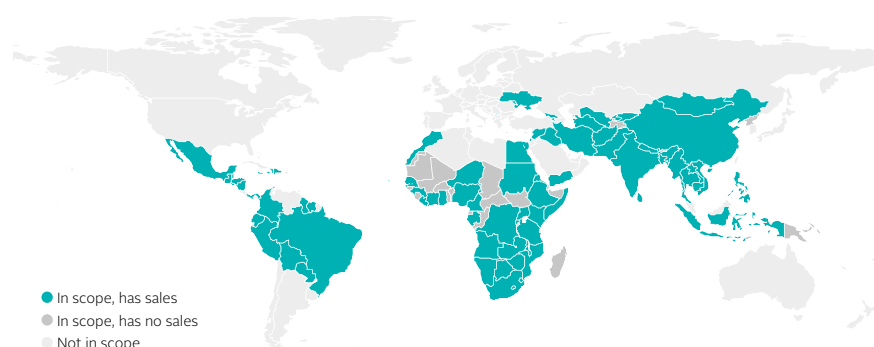 In scope, has sales
In scope, has no sales
Not in scope